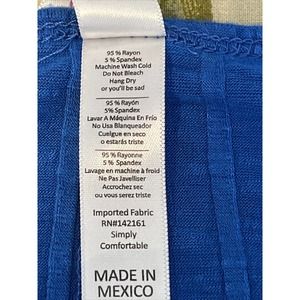 95 % Rayon
5 % Spandex
Machine Wash Cold
Do Not Bleach
Hang Dry
or you'll be sad
95 % Rayón
5% Spandex
Lavar A Máquina En Frío
No Usa Blanqueador
Cuelgue en seco
o estarás triste
95 % Rayonne
5 % Spandex
Lavage en machine à froid
Ne Pas Javelliser
Accrochez sec
ou vous serez triste
Imported Fabric
RN#142161
Simply
Comfortable
MADE IN
MEXICO